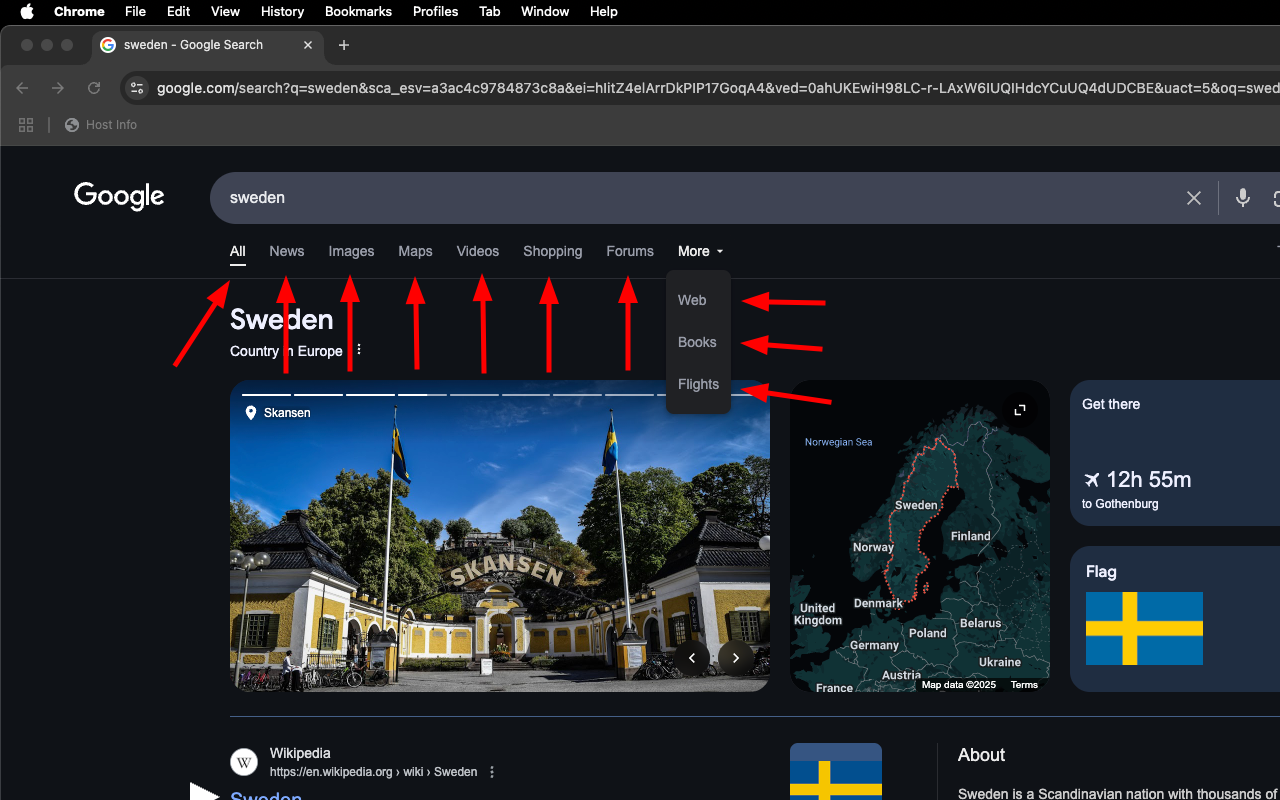 Chrome File Edit View History Bookmarks Profiles Tab Window Help
sweden - Google Search
google.com/search?q=sweden&sca_esv=a3ac4c9784873c8a&ei=hIitZ4elArrDkPIP17GoqA4&ved=0ahUKEwiH98LC-r-LAxW6IUQIHdcYCuUQ4dUDCBE&uact=5&oq=swed
Host Info
Google
sweden
All News Images Maps Videos Shopping Forums More
Web
Books
Flights
Sweden
Country in Europe
Skansen
SKANSEN
Norwegian Sea
Sweden
Finland
Norway
Denmark
United
Kingdom
Belarus
Poland
Germany
Ukraine
Austria
France
Map data ©2025 Terms
Get there
12h 55m
to Gothenburg
Flag
W
Wikipedia
https://en.wikipedia.org › wiki › Sweden
Sweden
About
Sweden is a Scandinavian nation with thousands of